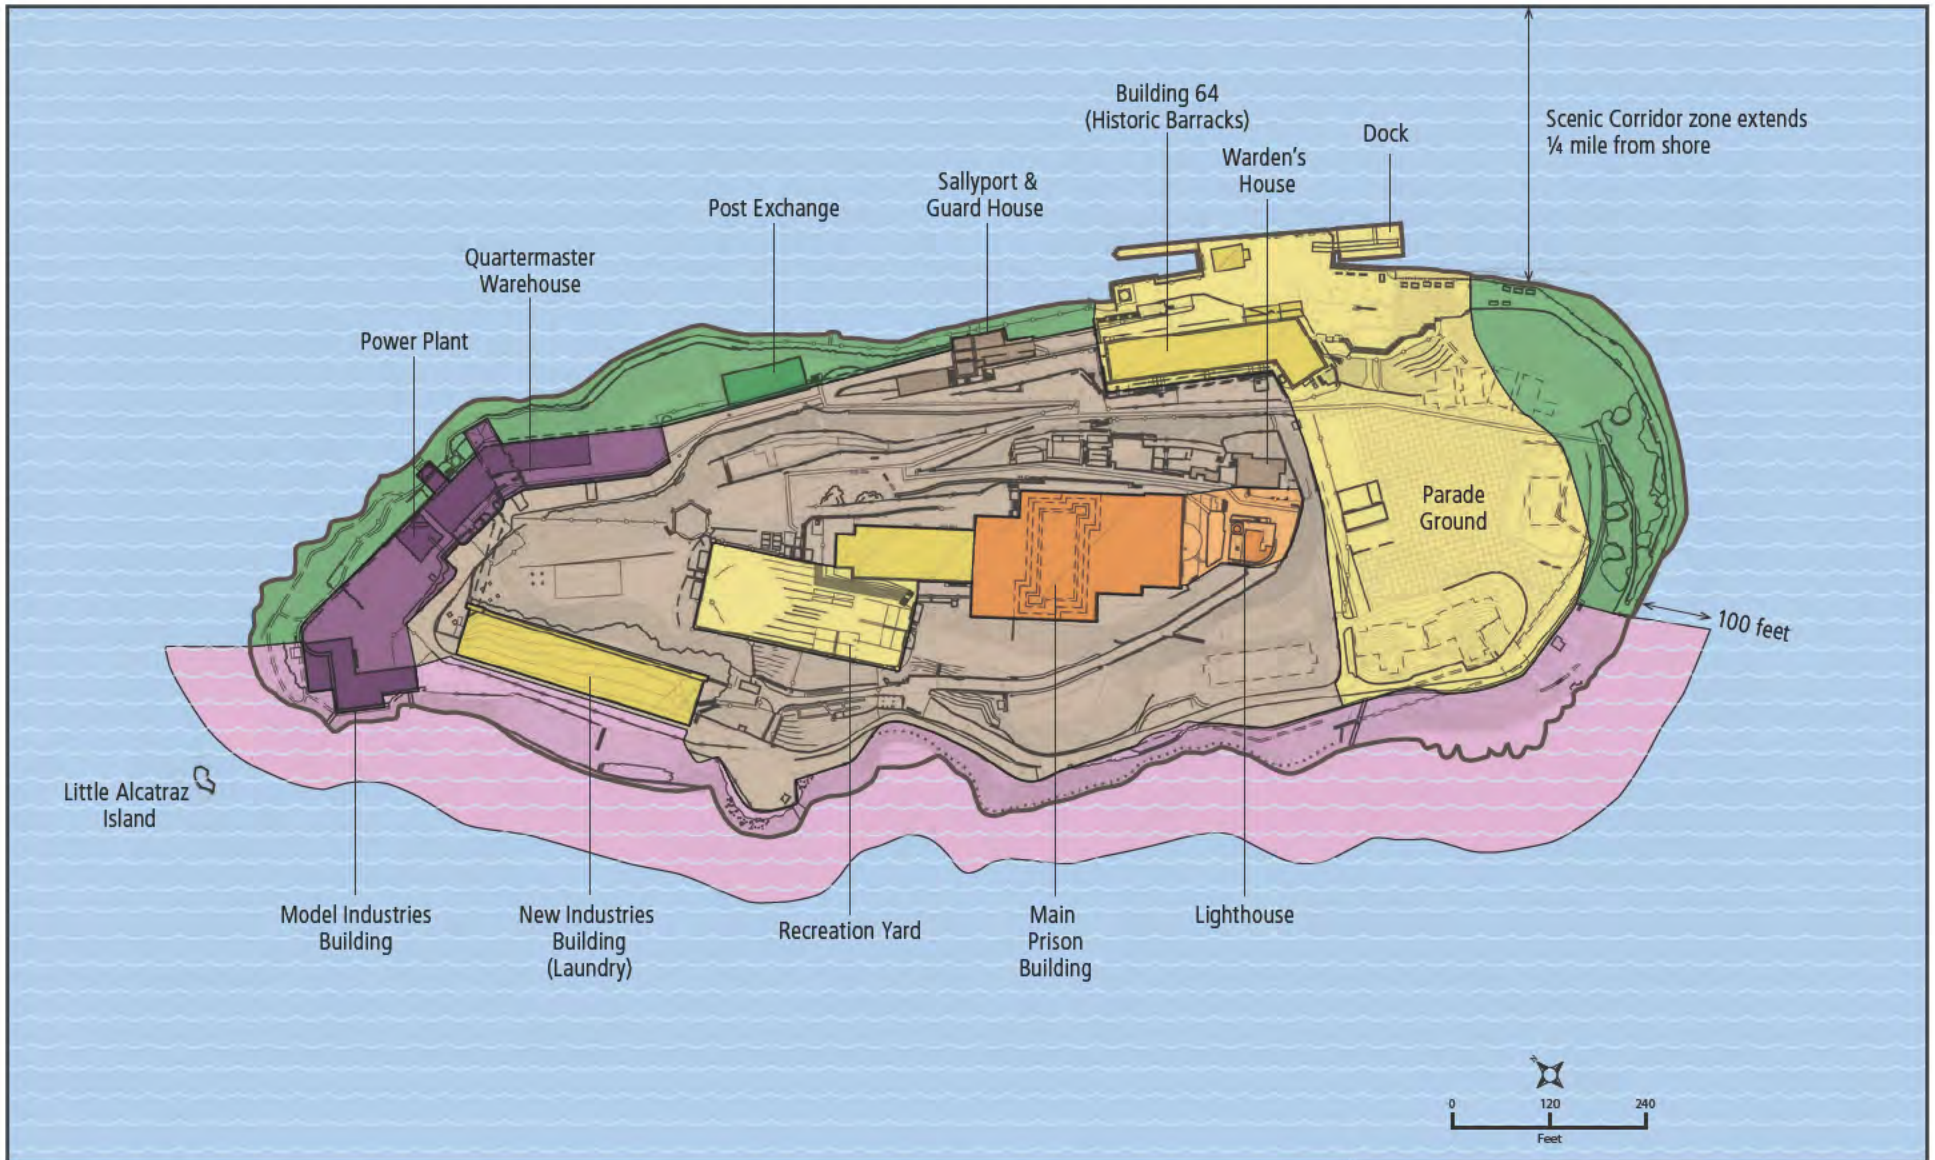 Building 64
(Historic Barracks)
Dock
Scenic Corridor zone extends
¼ mile from shore
Warden's
House
Sallyport &
Guard House
Post Exchange
Quartermaster
Warehouse
Power Plant
Parade
Ground
100 feet
Little Alcatraz
Island
Model Industries
Building
New Industries
Building
(Laundry)
Recreation Yard
Main
Prison
Building
Lighthouse
N
0 120 240
Feet